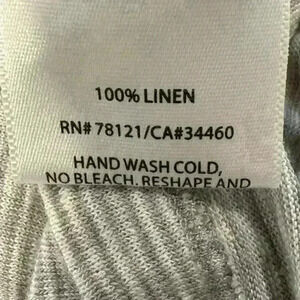 100% LINEN
RN# 78121/CA#34460
HAND WASH COLD,
NO BLEACH. RESHAPE AND